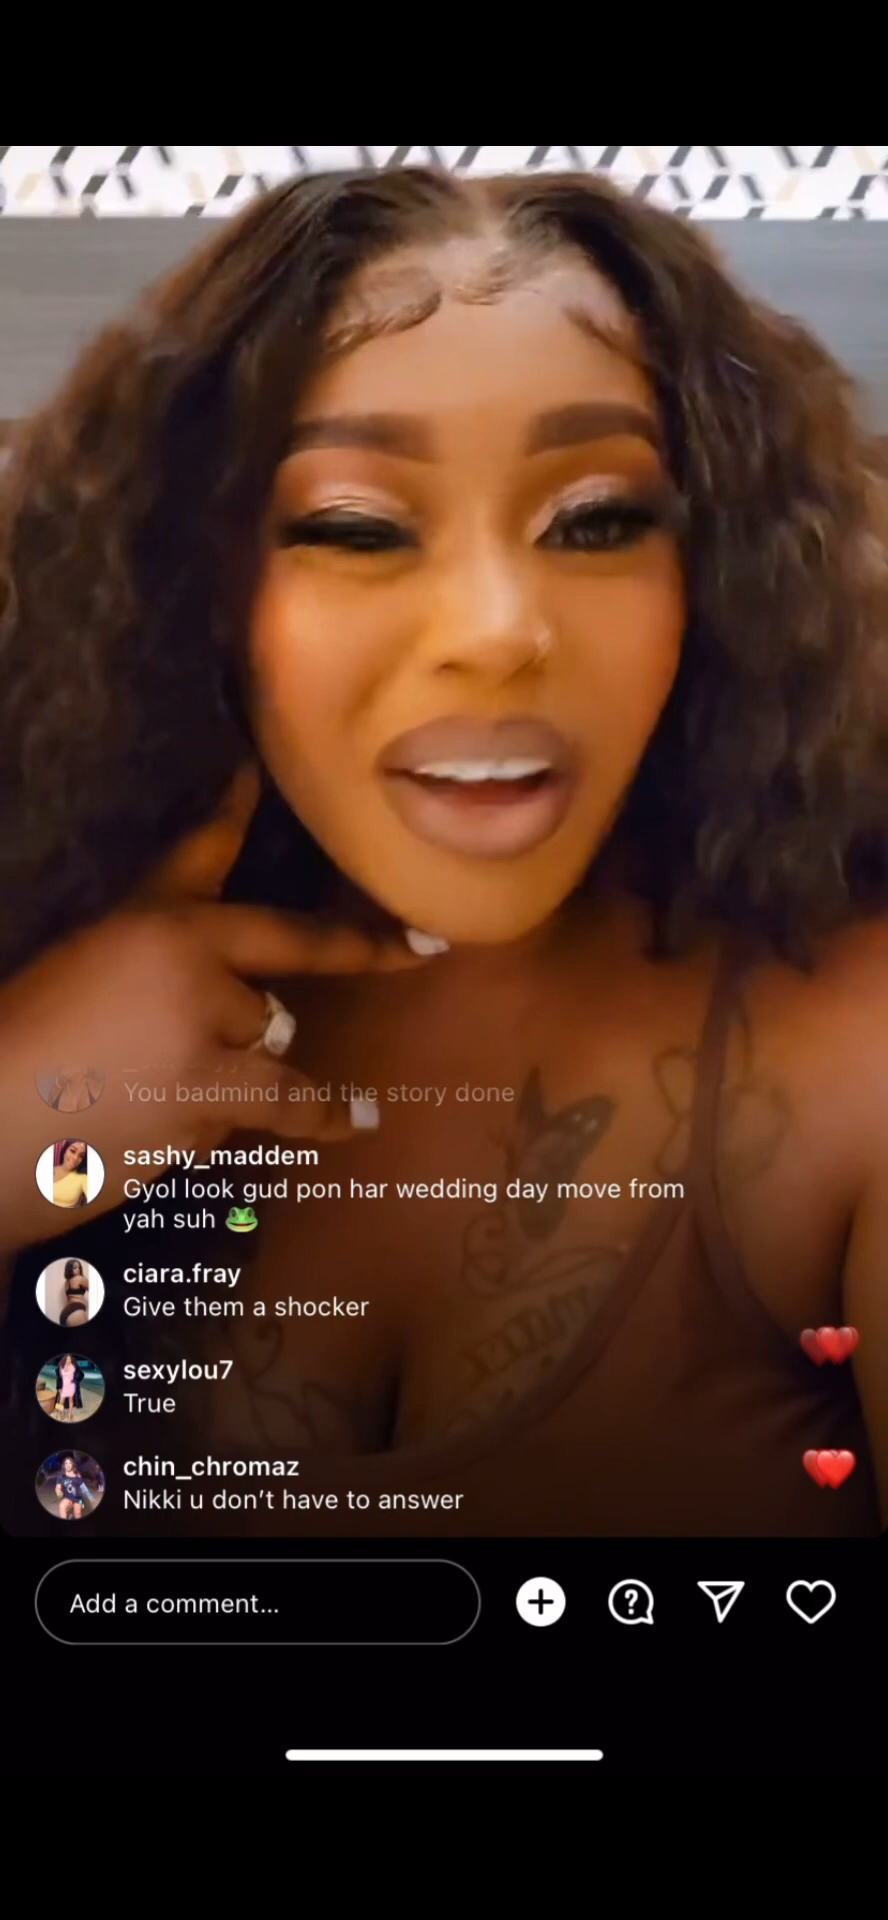 You badmind and the story done
sashy_maddem
Gyol look gud pon har wedding day move from
yah suh 🐸
ciara.fray
Give them a shocker
sexylou7
True
chin_chromaz
Nikki u don’t have to answer
Add a comment...